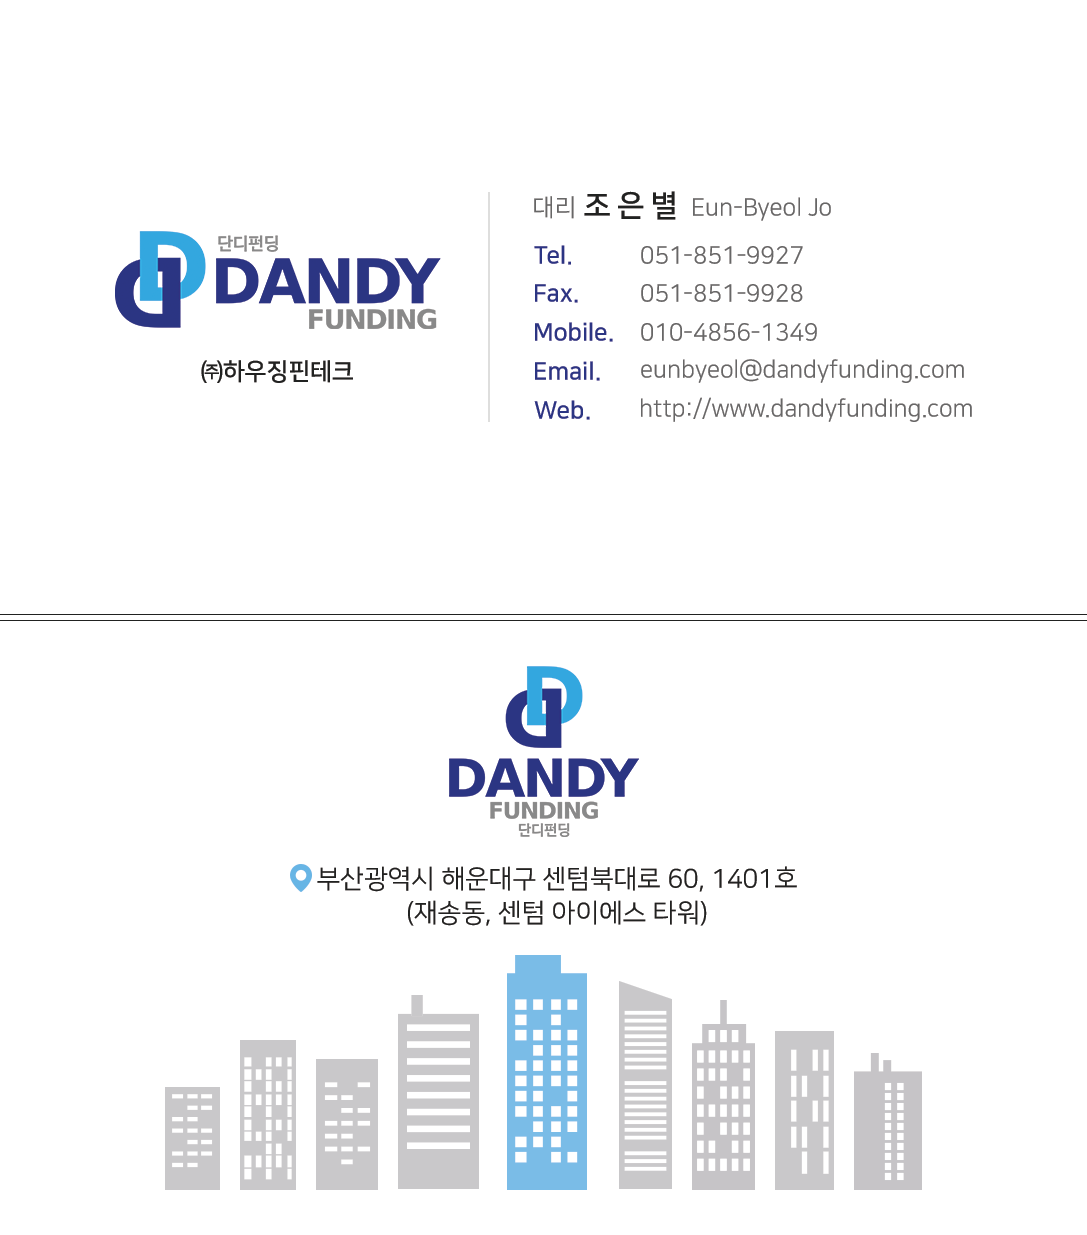 단디펀딩
DANDY
FUNDING
㈜하우징핀테크
대리 조은별 Eun-Byeol Jo
Tel. 051-851-9927
Fax. 051-851-9928
Mobile. 010-4856-1349
Email. eunbyeol@dandyfunding.com
Web. http://www.dandyfunding.com
DANDY
FUNDING
단디펀딩
부산광역시 해운대구 센텀북대로 60, 1401호
(재송동, 센텀 아이에스 타워)